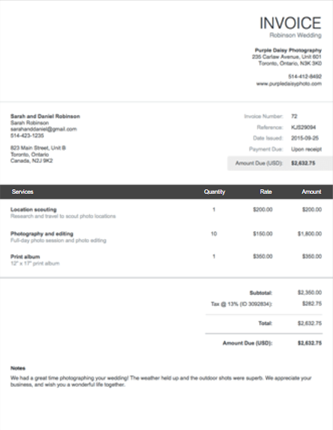 INVOICE
Robinson Wedding
Purple Daisy Photography
235 Carlaw Avenue, Unit 601
Toronto, Ontario, N3K 3K0
514-412-8492
www.purpledaisyphoto.com
Sarah and Daniel Robinson
Sarah Robinson
sarahanddaniel@gmail.com
514-423-1235
823 Main Street, Unit B
Toronto, Ontario
Canada, N2J 9K2
Invoice Number: 72
Reference: KJS29094
Date Issued: 2015-08-25
Payment Due: Upon receipt
Amount Due (USD): $2,632.75
Services Quantity Rate Amount
Location scouting 1 $200.00 $200.00
Research and travel to scout photo locations
Photography and editing 10 $150.00 $1,800.00
Full-day photo session and photo editing
Print album 1 $350.00 $350.00
12" x 17" print album
Subtotal: $2,350.00
Tax @ 13% (ID 3092834): $282.75
Total: $2,632.75
Amount Due (USD): $2,632.75
Notes
We had a great time photographing your wedding! The weather held up and the outdoor shots were superb. We appreciate your
business, and wish you a wonderful life together.